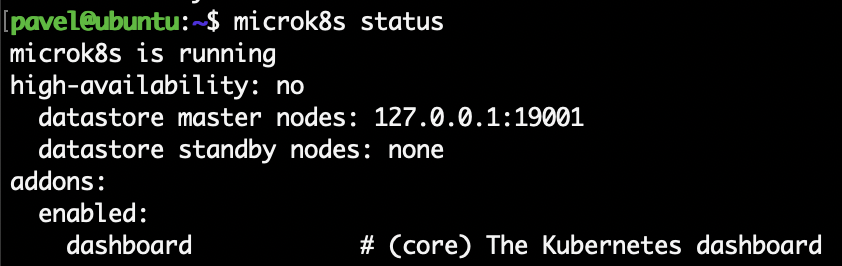 [pavel@ubuntu:~$ microk8s status
microk8s is running
high-availability: no
  datastore master nodes: 127.0.0.1:19001
  datastore standby nodes: none
addons:
  enabled:
    dashboard            # (core) The Kubernetes dashboard